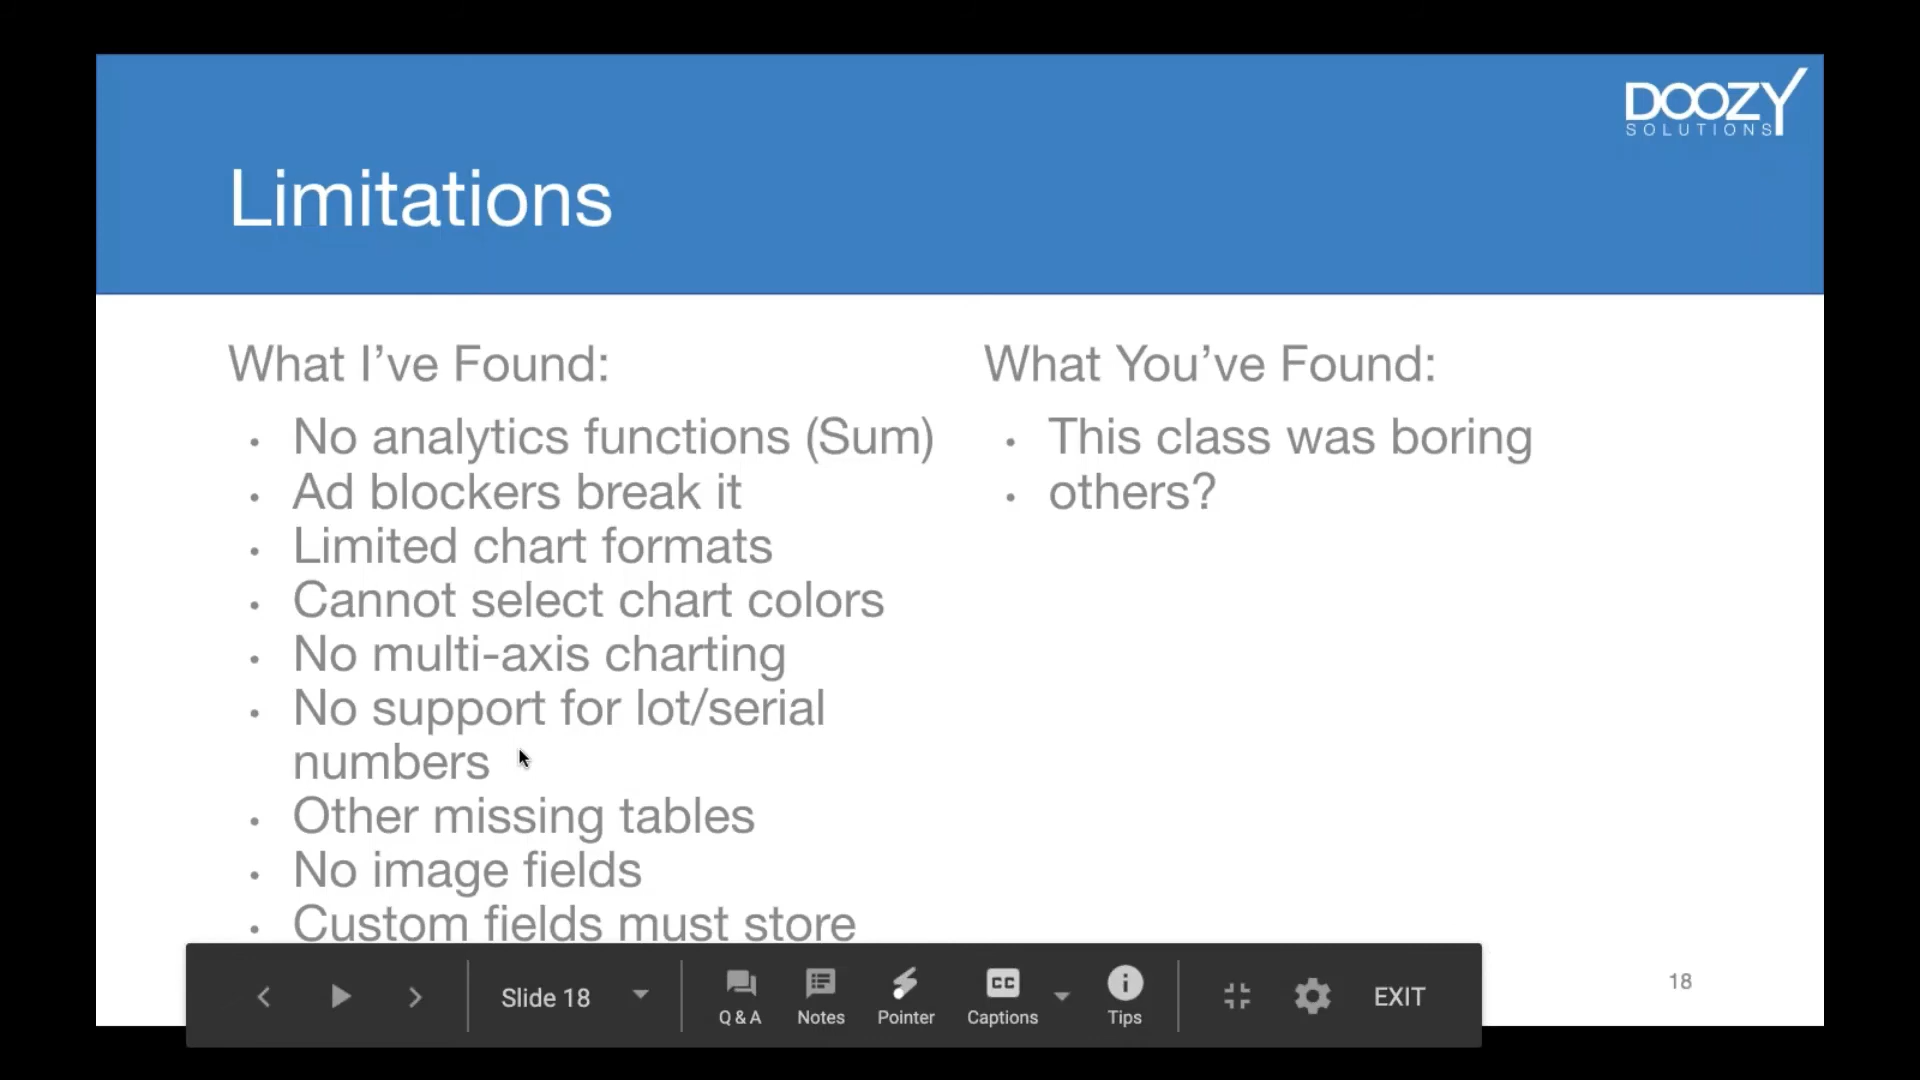 DOOZY
SOLUTIONS
Limitations
What I’ve Found:
• No analytics functions (Sum)
• Ad blockers break it
• Limited chart formats
• Cannot select chart colors
• No multi-axis charting
• No support for lot/serial
numbers
• Other missing tables
• No image fields
• Custom fields must store
What You’ve Found:
• This class was boring
• others?
18
Slide 18
Q & A
Notes
Pointer
CC
Captions
Tips
EXIT